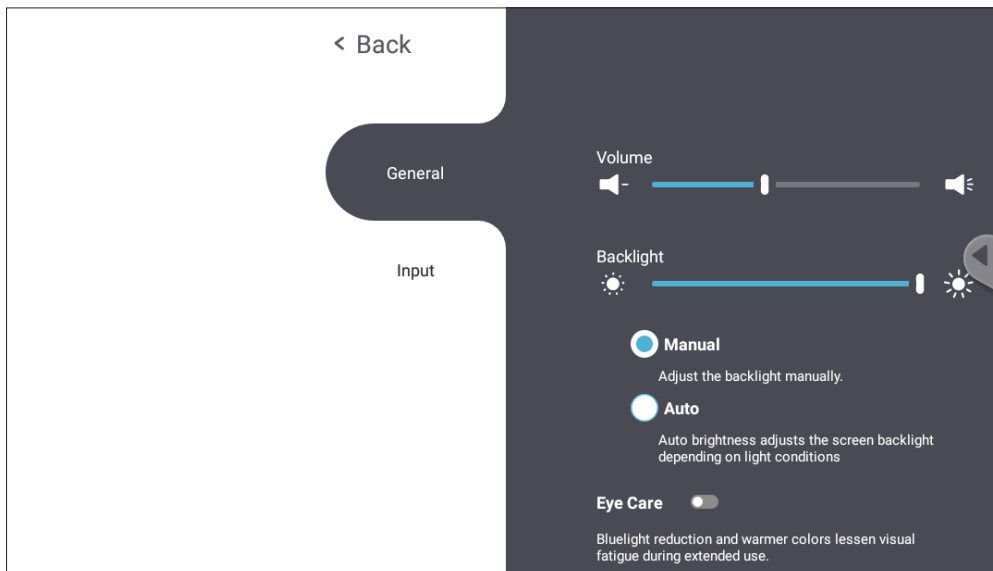 Back
General
Input
Volume
Backlight
Manual
Adjust the backlight manually.
Auto
Auto brightness adjusts the screen backlight
depending on light conditions
Eye Care
Bluelight reduction and warmer colors lessen visual
fatigue during extended use.